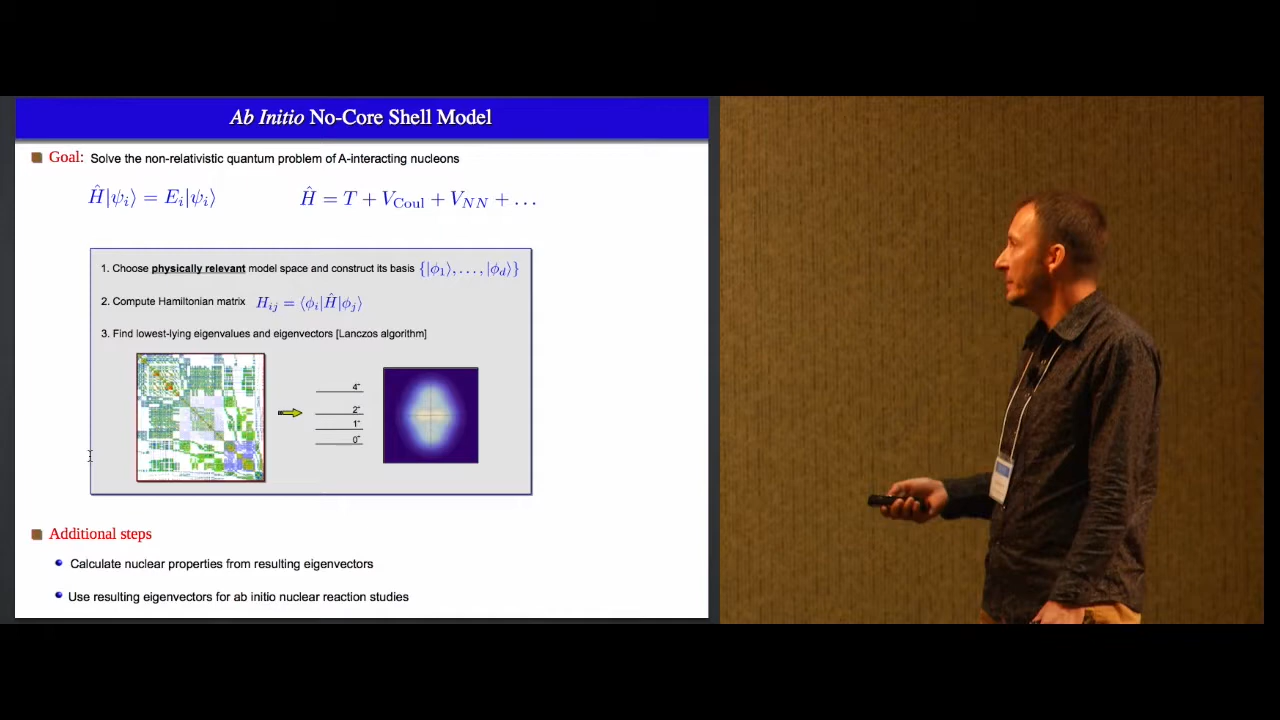 Ab Initio No-Core Shell Model
Goal: Solve the non-relativistic quantum problem of A-interacting nucleons
Ĥ|ψᵢ⟩ = Eᵢ|ψᵢ⟩ Ĥ = T + V_Coul + V_NN + …
1. Choose physically relevant model space and construct its basis {|ϕ₁⟩, …, |ϕ_d⟩}
2. Compute Hamiltonian matrix H_ij = ⟨ϕᵢ|Ĥ|ϕⱼ⟩
3. Find lowest-lying eigenvalues and eigenvectors [Lanczos algorithm]
4⁻
2⁻
1⁻
0⁻
Additional steps
Calculate nuclear properties from resulting eigenvectors
Use resulting eigenvectors for ab initio nuclear reaction studies